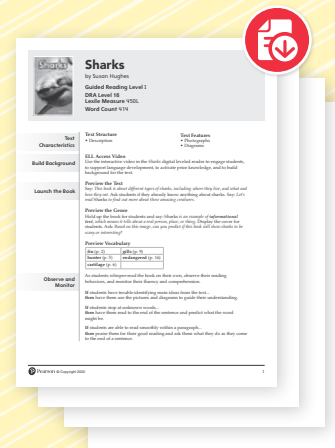 Sharks
Sharks
by Susan Hughes
Guided Reading Level I
DRA Level 16
Lexile Measure 450L
Word Count 414
Text Characteristics
Text Structure
• Description
Text Features
• Photographs
• Diagrams
Build Background
ELL Access Video
Use the interactive video in the Sharks digital leveled reader to engage students,
to support language development, to activate prior knowledge, and to build
background for the text.
Launch the Book
Preview the Text
Say: This book is about different types of sharks, including where they live, and what and
how they eat. Ask students if they already know anything about sharks. Say: Let's
read Sharks to find out more about these amazing creatures.
Preview the Genre
Hold up the book for students and say: Sharks is an example of informational
text, which means it tells about a real person, place, or thing. Display the cover for
students. Ask: Based on this image, can you predict if this book will show sharks to be
scary or interesting?
Preview Vocabulary
fin (p. 2)
gills (p. 9)
hunter (p. 9)
endangered (p. 16)
cartilage (p. 6)
Observe and Monitor
As students whisper-read the book on their own, observe their reading
behaviors, and monitor their fluency and comprehension.
If students have trouble identifying main ideas from the text...
then have them use the pictures and diagrams to guide their understanding.
If students stop at unknown words...
then have them read to the end of the sentence and predict what the word
might be.
If students are able to read smoothly within a paragraph...
then praise them for their good reading and ask them what they do as they come
to the end of a sentence.
Pearson © Copyright 2020
1